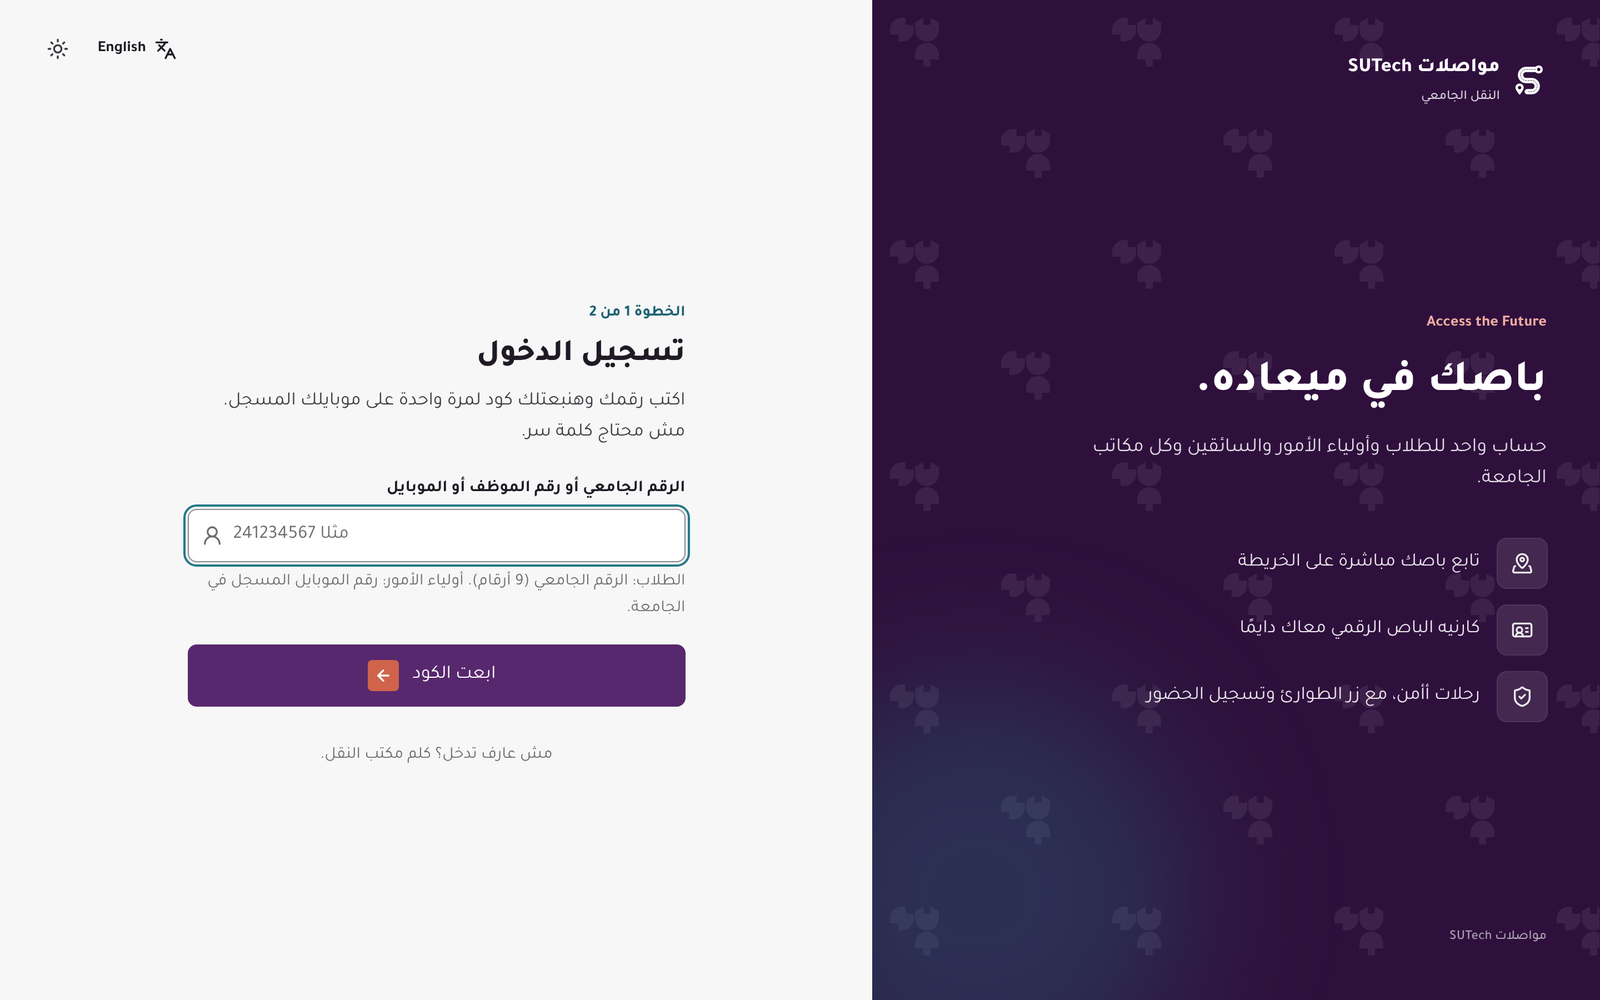 مواصلات SUTech
النقل الجامعي
Access the Future
باصك في ميعاده.
حساب واحد للطلاب وأولياء الأمور والسائقين وكل مكاتب
الجامعة.
تابع باصك مباشرة على الخريطة
كارنيه الباص الرقمي معاك دايمًا
رحلات أأمن، مع زر الطوارئ وتسجيل الحضور
مواصلات SUTech
English
الخطوة 1 من 2
تسجيل الدخول
اكتب رقمك وهنبعتلك كود لمرة واحدة على موبايلك المسجل.
مش محتاج كلمة سر.
الرقم الجامعي أو رقم الموظف أو الموبايل
مثلا 241234567
الطلاب: الرقم الجامعي (9 أرقام). أولياء الأمور: رقم الموبايل المسجل في
الجامعة.
ابعت الكود
مش عارف تدخل؟ كلم مكتب النقل.